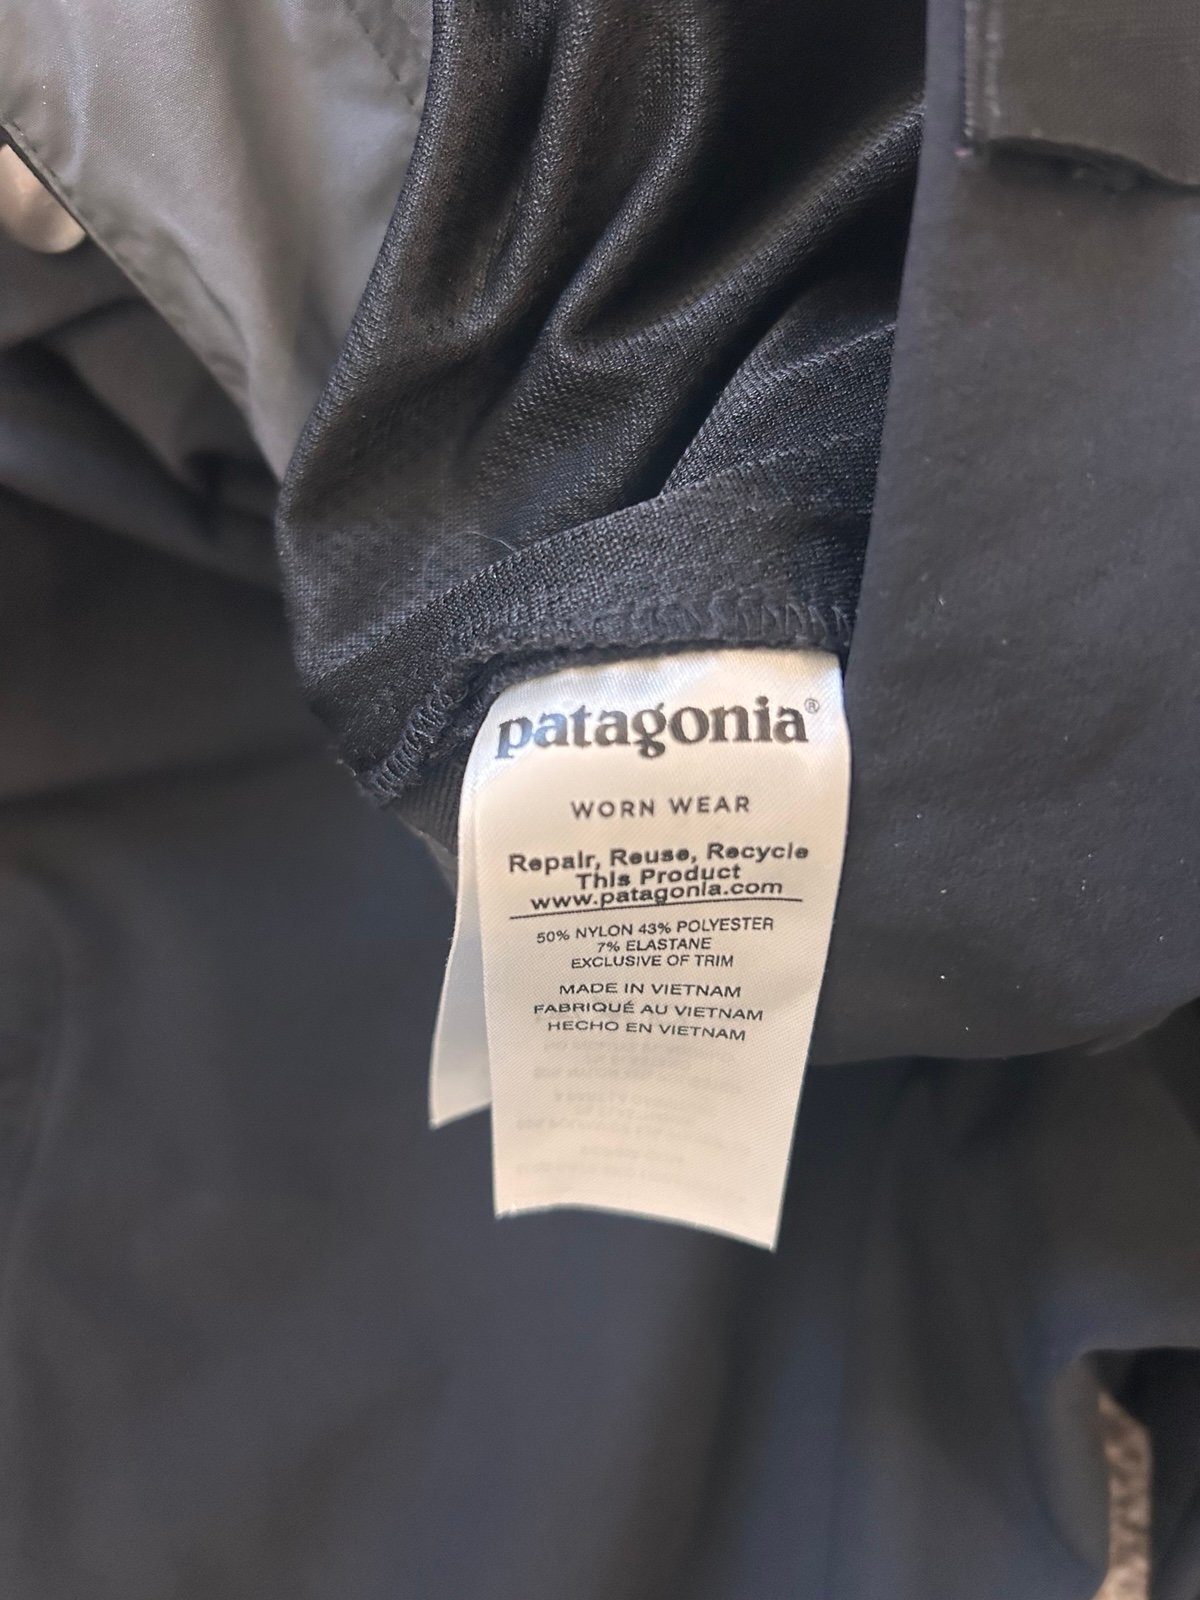 patagonia®
WORN WEAR
Repair, Reuse, Recycle
This Product
www.patagonia.com
50% NYLON 43% POLYESTER
7% ELASTANE
EXCLUSIVE OF TRIM
MADE IN VIETNAM
FABRIQUÉ AU VIETNAM
HECHO EN VIETNAM